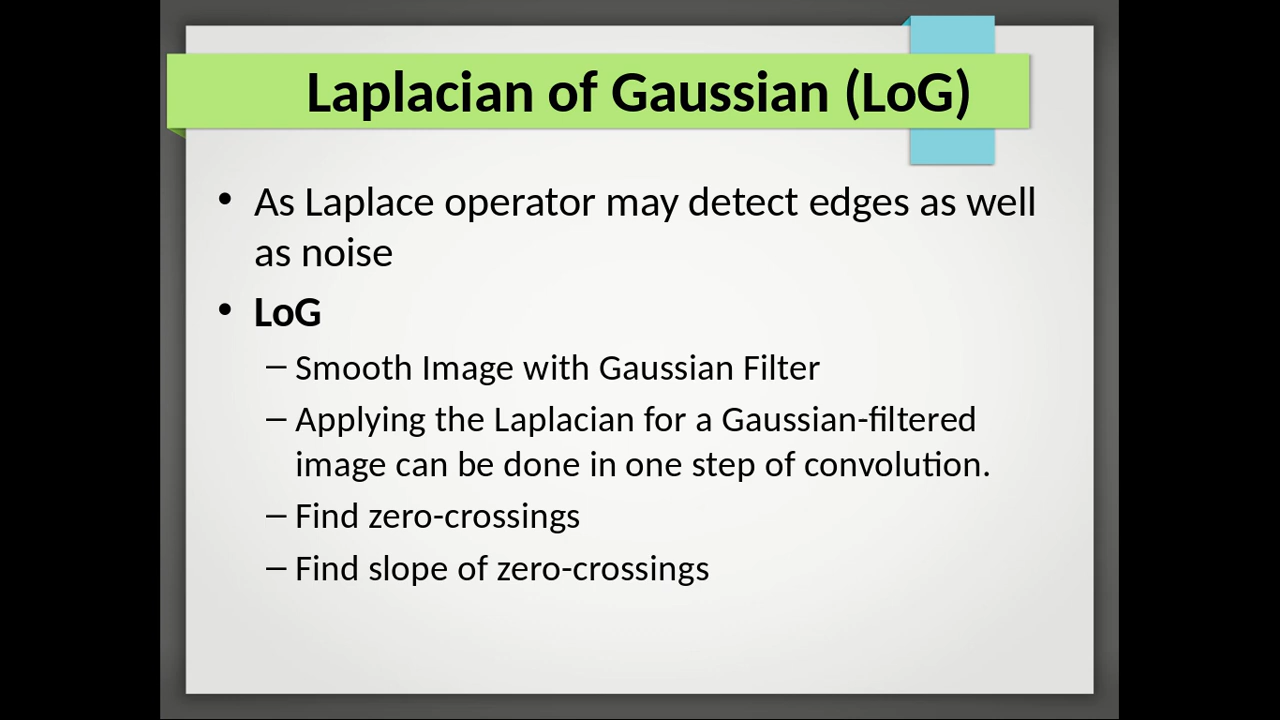 Laplacian of Gaussian (LoG)
• As Laplace operator may detect edges as well
as noise
• LoG
– Smooth Image with Gaussian Filter
– Applying the Laplacian for a Gaussian-filtered
image can be done in one step of convolution.
– Find zero-crossings
– Find slope of zero-crossings